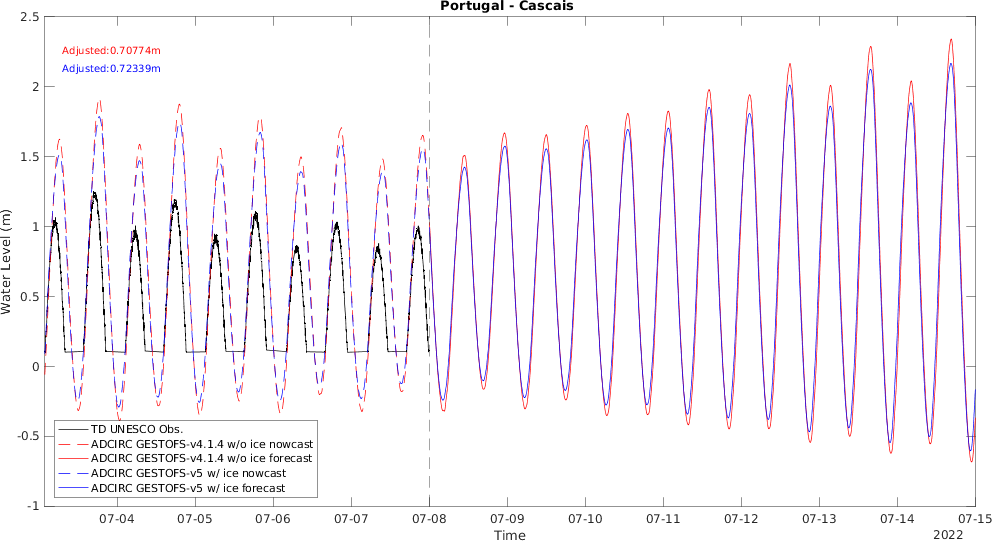 Portugal - Cascais
2.5
Adjusted:0.70774m
Adjusted:0.72339m
2
1.5
1
0.5
0
-0.5
-1
Water Level (m)
TD UNESCO Obs.
ADCIRC GESTOFS-v4.1.4 w/o ice nowcast
ADCIRC GESTOFS-v4.1.4 w/o ice forecast
ADCIRC GESTOFS-v5 w/ ice nowcast
ADCIRC GESTOFS-v5 w/ ice forecast
07-04 07-05 07-06 07-07 07-08 07-09 07-10 07-11 07-12 07-13 07-14 07-15
Time
2022